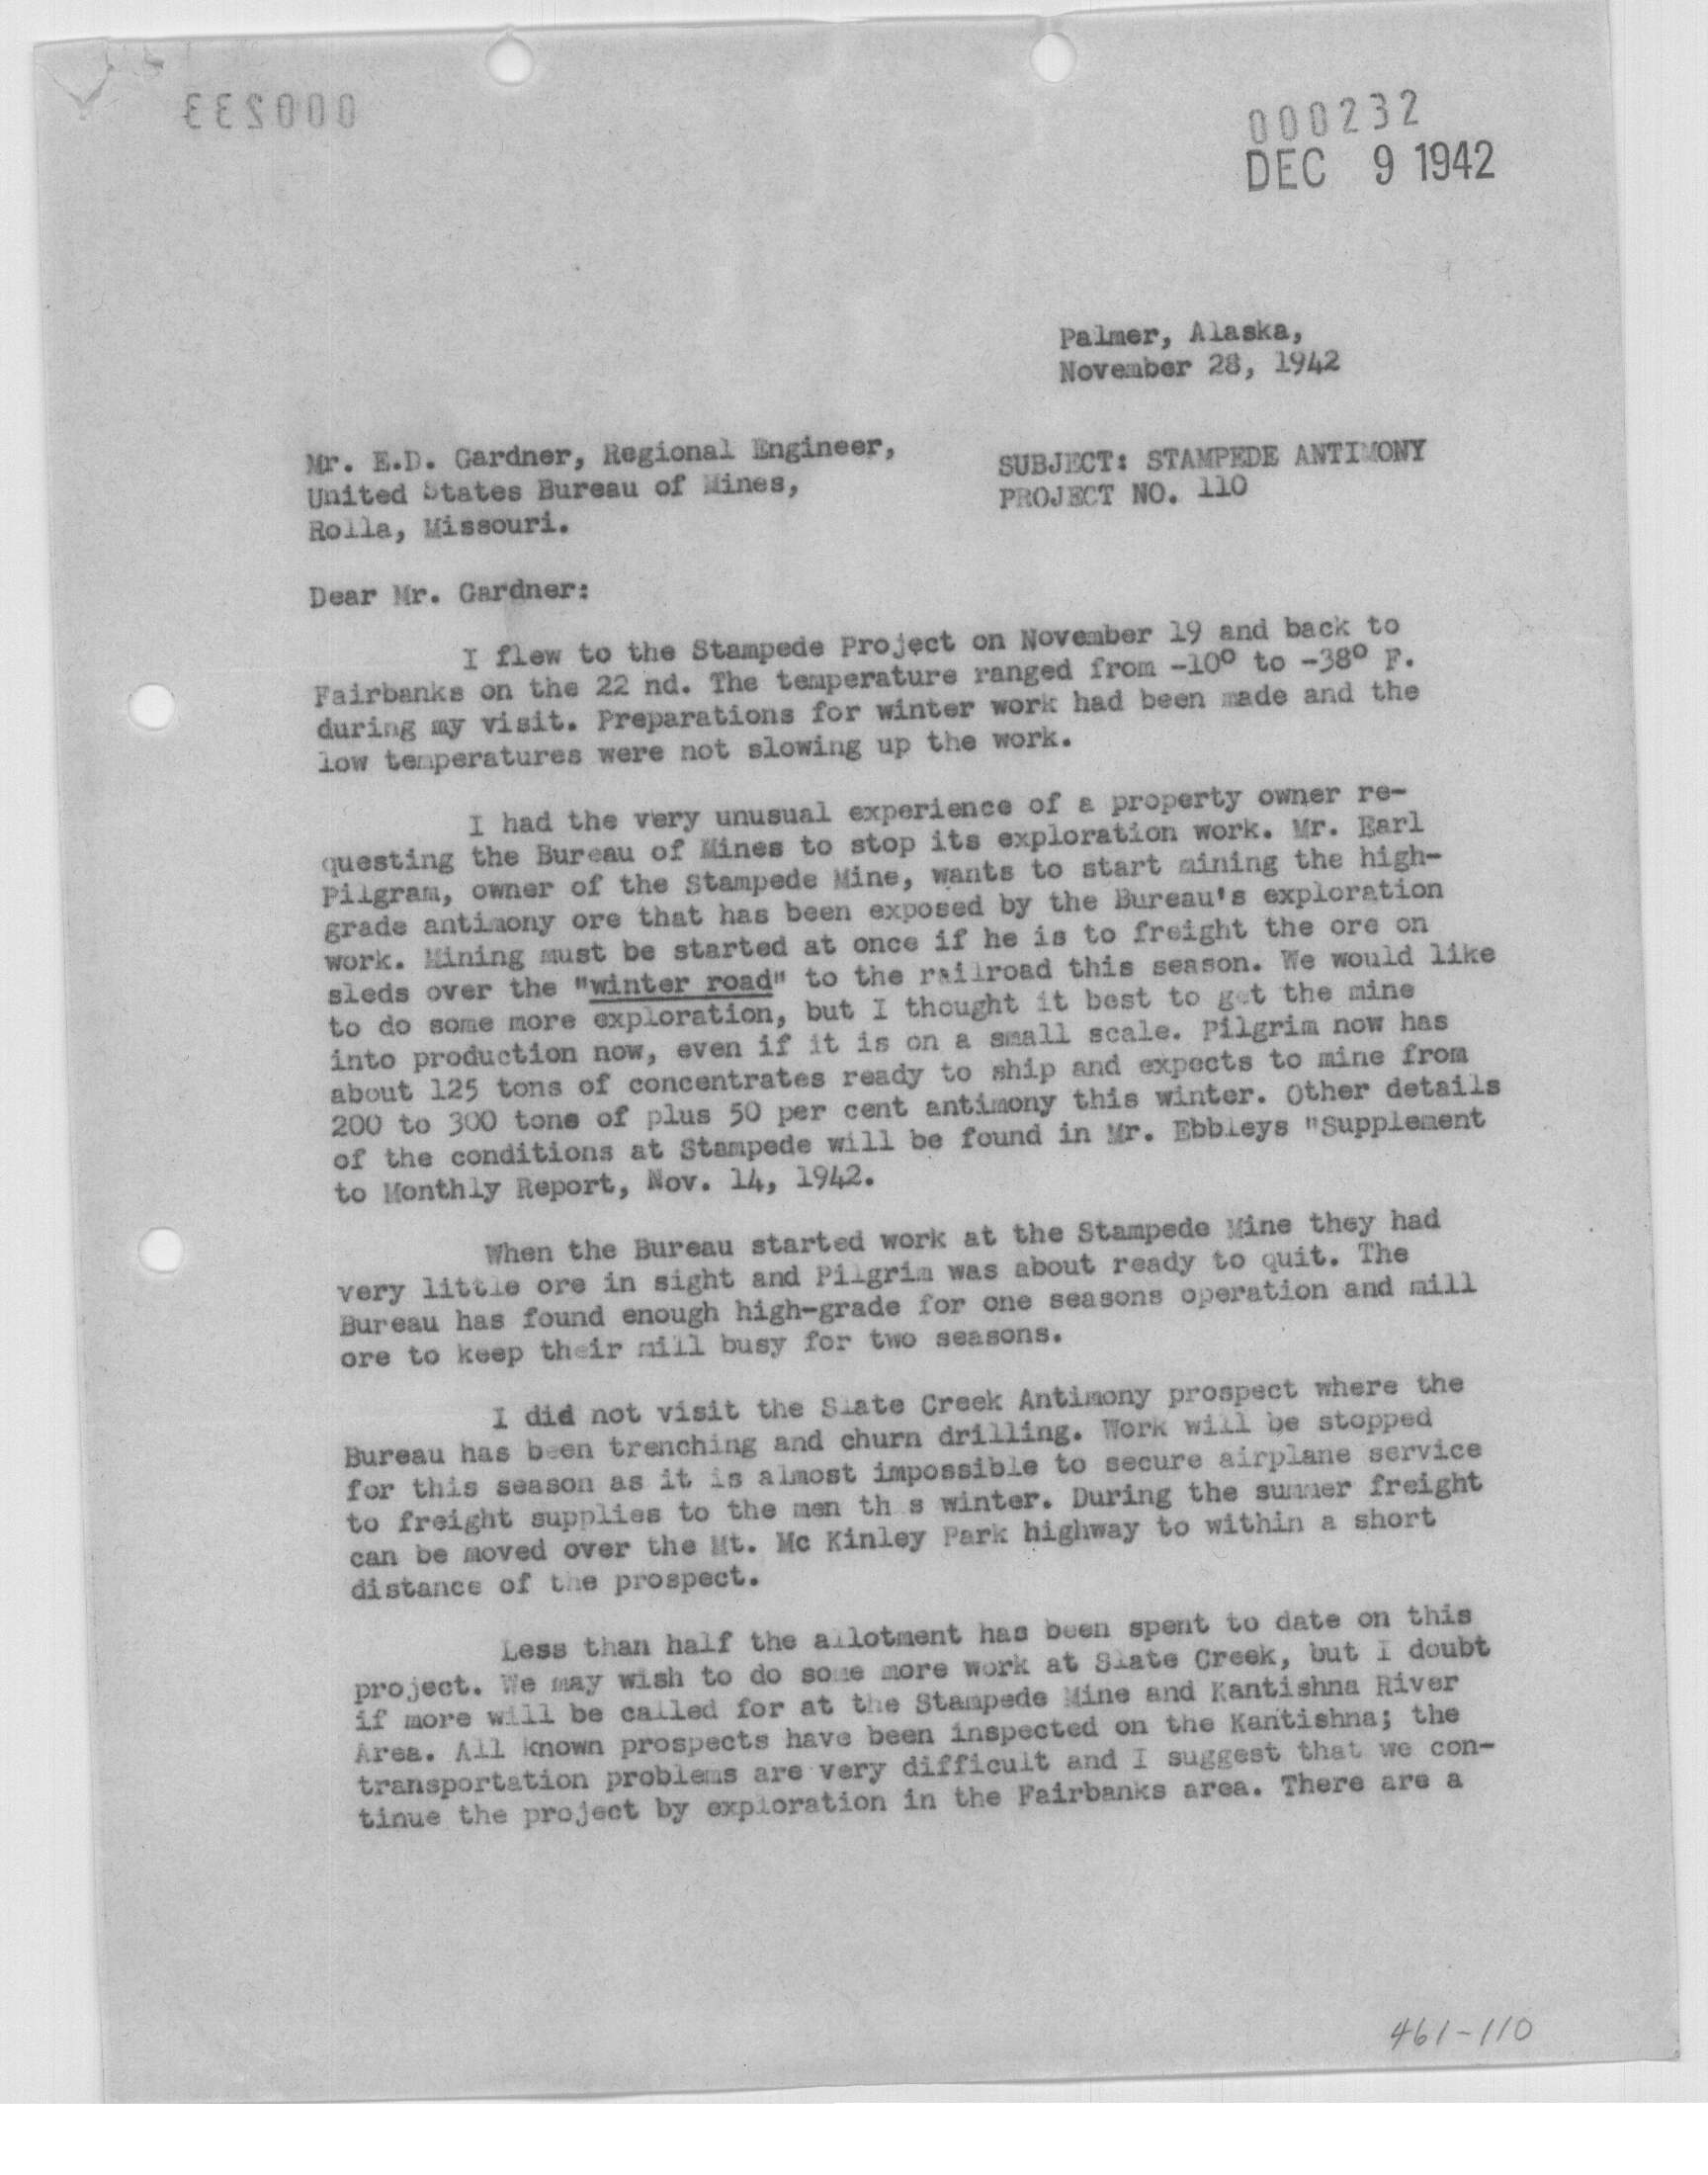 000233
000232
DEC 9 1942
Palmer, Alaska,
November 28, 1942
Mr. E.D. Gardner, Regional Engineer,
United States Bureau of Mines,
Rolla, Missouri.
SUBJECT: STAMPEDE ANTIMONY
PROJECT NO. 110
Dear Mr. Gardner:
I flew to the Stampede Project on November 19 and back to
Fairbanks on the 22 nd. The temperature ranged from -10° to -38° F.
during my visit. Preparations for winter work had been made and the
low temperatures were not slowing up the work.
I had the very unusual experience of a property owner re-
questing the Bureau of Mines to stop its exploration work. Mr. Earl
Pilgram, owner of the Stampede Mine, wants to start mining the high-
grade antimony ore that has been exposed by the Bureau's exploration
work. Mining must be started at once if he is to freight the ore on
sleds over the "winter road" to the railroad this season. We would like
to do some more exploration, but I thought it best to get the mine
into production now, even if it is on a small scale. Pilgrim now has
about 125 tons of concentrates ready to ship and expects to mine from
200 to 300 tons of plus 50 per cent antimony this winter. Other details
of the conditions at Stampede will be found in Mr. Ebbleys "Supplement
to Monthly Report, Nov. 14, 1942.
When the Bureau started work at the Stampede Mine they had
very little ore in sight and Pilgrim was about ready to quit. The
Bureau has found enough high-grade for one seasons operation and mill
ore to keep their mill busy for two seasons.
I did not visit the Slate Creek Antimony prospect where the
Bureau has been trenching and churn drilling. Work will be stopped
for this season as it is almost impossible to secure airplane service
to freight supplies to the men th s winter. During the summer freight
can be moved over the Mt. Mc Kinley Park highway to within a short
distance of the prospect.
Less than half the allotment has been spent to date on this
project. We may wish to do some more work at Slate Creek, but I doubt
if more will be called for at the Stampede Mine and Kantishna River
Area. All known prospects have been inspected on the Kantishna; the
transportation problems are very difficult and I suggest that we con-
tinue the project by exploration in the Fairbanks area. There are a
461-110